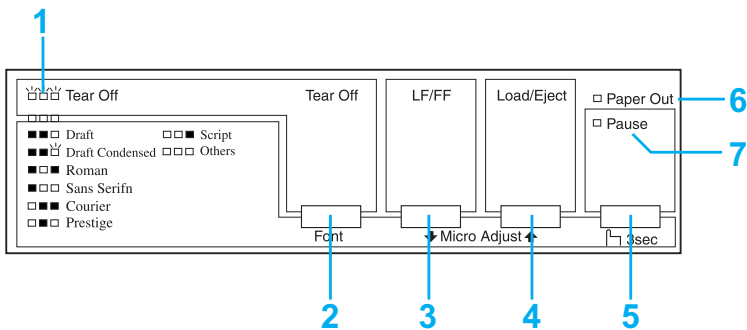 1
Tear Off Tear Off LF/FF Load/Eject
Paper Out 6
Pause
7
Draft Script
Draft Condensed Others
Roman
Sans Serifn
Courier
Prestige
Font Micro Adjust 3sec
2 3 4 5